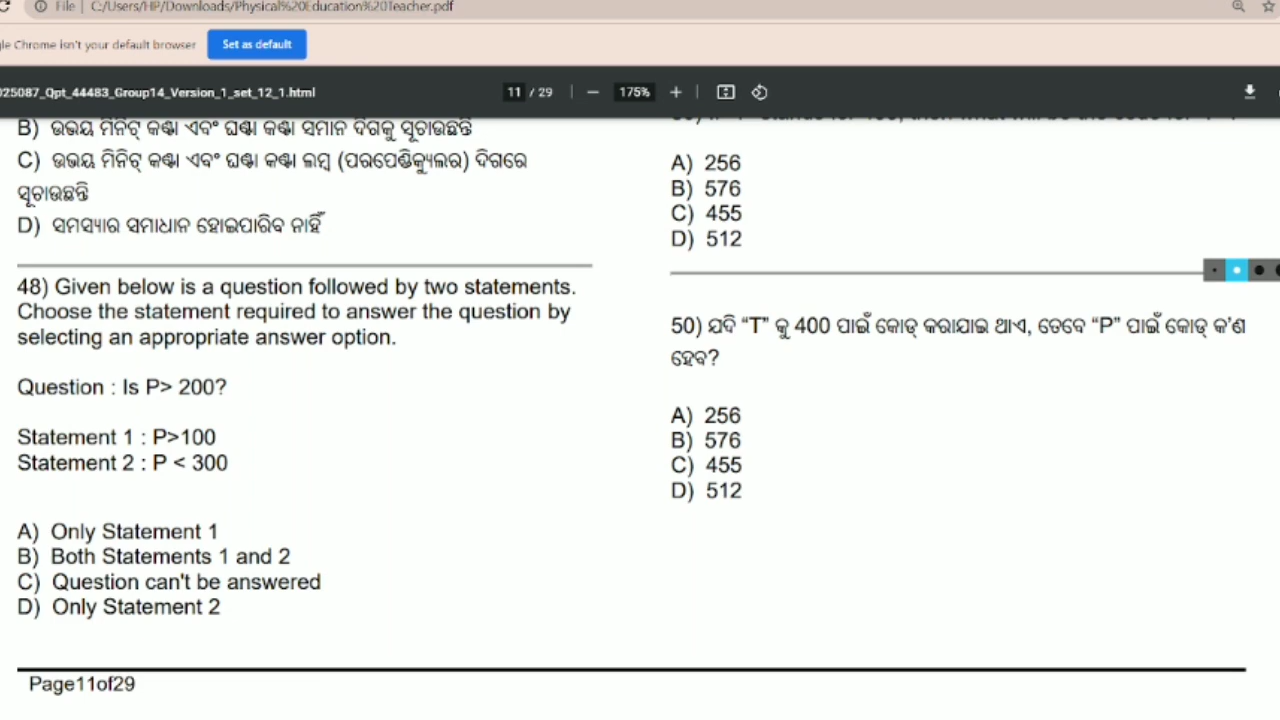 File | C:/Users/HP/Downloads/Physical%20Education%20Teacher.pdf
le Chrome isn't your default browser
Set as default
025087_Qpt_44483_Group14_Version_1_set_12_1.html
11 / 29
175%
B) ଉଭୟ ମିନିଟ୍ କଣ୍ଟା ଏବଂ ଘଣ୍ଟା କଣ୍ଟା ସମାନ ଦିଗକୁ ସୂଚାଉଛନ୍ତି
C) ଉଭୟ ମିନିଟ୍ କଣ୍ଟା ଏବଂ ଘଣ୍ଟା କଣ୍ଟା ଲମ୍ବ (ପରପେଣ୍ଡିକ୍ୟୁଲର) ଦିଗରେ
ସୂଚାଉଛନ୍ତି
D) ସମସ୍ୟାର ସମାଧାନ ହୋଇପାରିବ ନାହିଁ
48) Given below is a question followed by two statements.
Choose the statement required to answer the question by
selecting an appropriate answer option.
Question : Is P> 200?
Statement 1 : P>100
Statement 2 : P < 300
A) Only Statement 1
B) Both Statements 1 and 2
C) Question can't be answered
D) Only Statement 2
A) 256
B) 576
C) 455
D) 512
50) ଯଦି “T” କୁ 400 ପାଇଁ କୋଡ୍ କରାଯାଇ ଥାଏ, ତେବେ “P” ପାଇଁ କୋଡ୍ କ’ଣ
ହେବ?
A) 256
B) 576
C) 455
D) 512
Page11of29